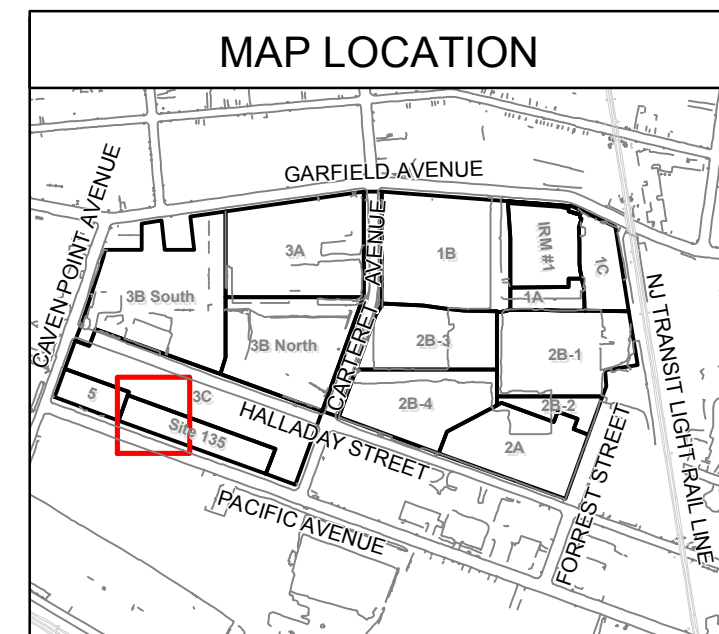 MAP LOCATION
GARFIELD AVENUE
CAVEN POINT AVENUE
CARTERET AVENUE
3A
1B
IRM #1
1C
1A
3B South
3B North
2B-3
2B-1
NJ TRANSIT LIGHT RAIL LINE
5
3C
Site 135
HALLADAY STREET
2B-4
2B-2
2A
FORREST STREET
PACIFIC AVENUE